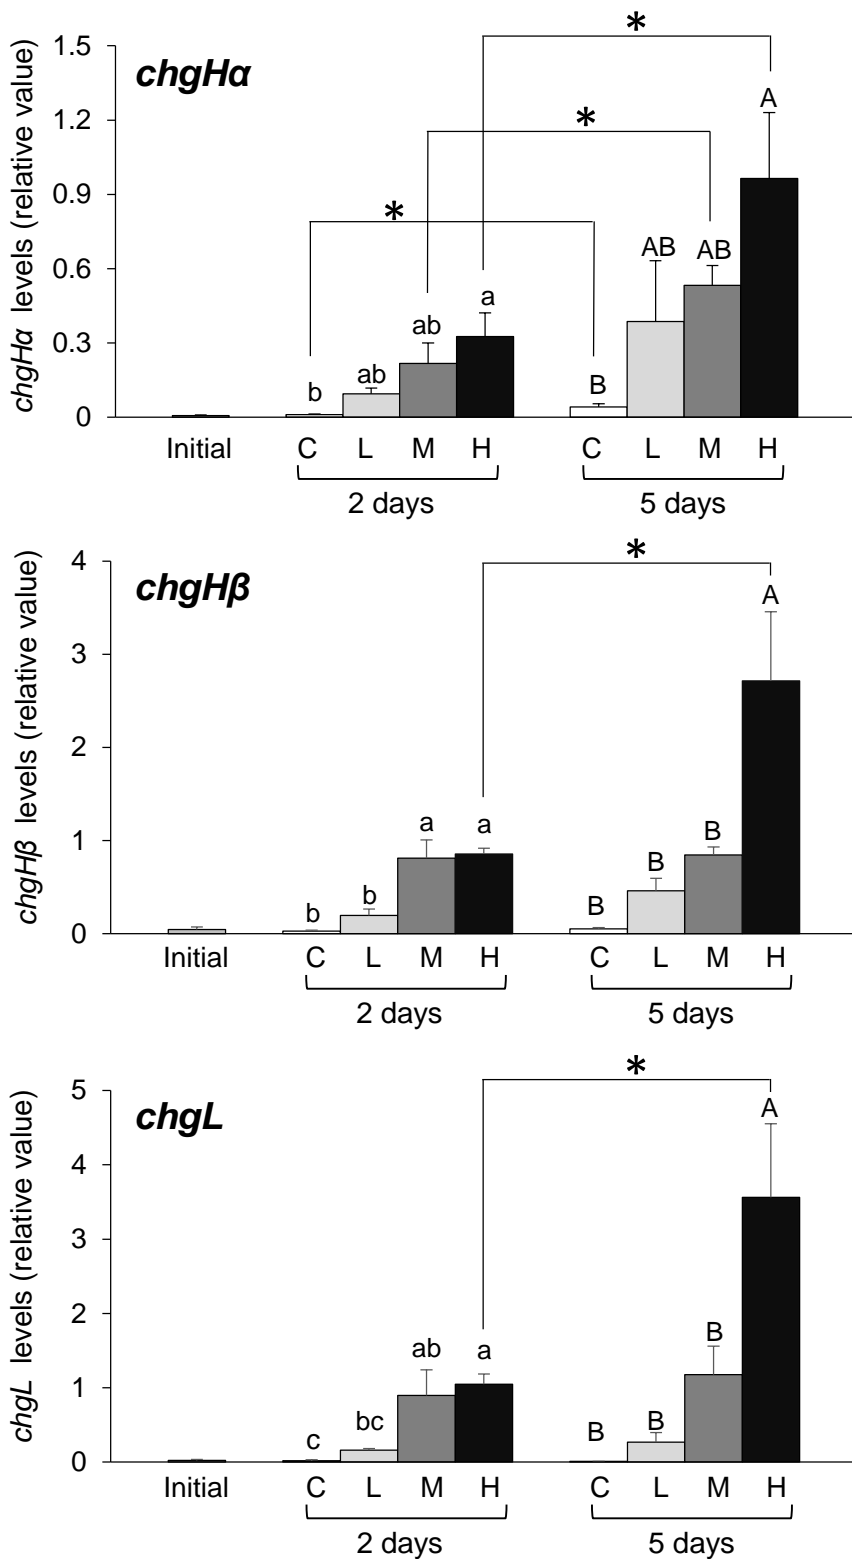 *
1.5
chgHα
A
1.2
*
0.9
*
AB
AB
0.6
a
ab
0.3
ab
B
b
0
chgHα levels (relative value)
Initial
C L M H
C L M H
2 days
5 days
*
4
chgHβ
A
3
2
a
a
B
1
B
b
B
b
0
chgHβ levels (relative value)
Initial
C L M H
C L M H
2 days
5 days
*
5
chgL
A
4
3
2
ab
a
B
1
bc
B
B
c
0
chgL levels (relative value)
Initial
C L M H
C L M H
2 days
5 days